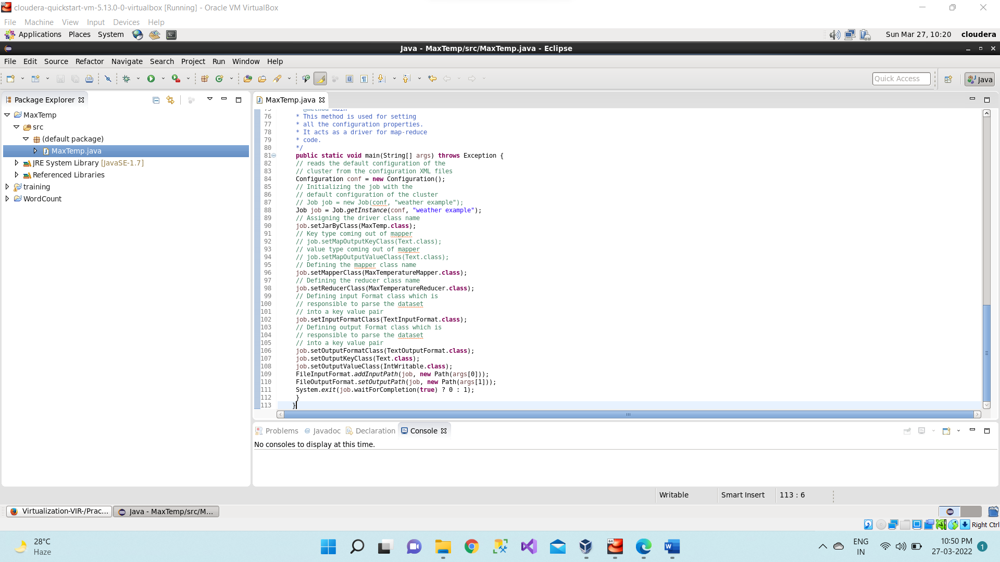 cloudera-quickstart-vm-5.13.0-0-virtualbox [Running] - Oracle VM VirtualBox
File Machine View Input Devices Help
Applications Places System
Sun Mar 27, 10:20 cloudera
Java - MaxTemp/src/MaxTemp.java - Eclipse
File Edit Source Refactor Navigate Search Project Run Window Help
Quick Access
Java
Package Explorer
MaxTemp
src
(default package)
MaxTemp.java
JRE System Library [JavaSE-1.7]
Referenced Libraries
training
WordCount
MaxTemp.java
75 * @method main
76 * This method is used for setting
77 * all the configuration properties.
78 * It acts as a driver for map-reduce
79 * code.
80 */
81 public static void main(String[] args) throws Exception {
82 // reads the default configuration of the
83 // cluster from the configuration XML files
84 Configuration conf = new Configuration();
85 // Initializing the job with the
86 // default configuration of the cluster
87 // Job job = new Job(conf, "weather example");
88 Job job = Job.getInstance(conf, "weather example");
89 // Assigning the driver class name
90 job.setJarByClass(MaxTemp.class);
91 // Key type coming out of mapper
92 // job.setMapOutputKeyClass(Text.class);
93 // value type coming out of mapper
94 // job.setMapOutputValueClass(Text.class);
95 // Defining the mapper class name
96 job.setMapperClass(MaxTemperatureMapper.class);
97 // Defining the reducer class name
98 job.setReducerClass(MaxTemperatureReducer.class);
99 // Defining input Format class which is
100 // responsible to parse the dataset
101 // into a key value pair
102 job.setInputFormatClass(TextInputFormat.class);
103 // Defining output Format class which is
104 // responsible to parse the dataset
105 // into a key value pair
106 job.setOutputFormatClass(TextOutputFormat.class);
107 job.setOutputKeyClass(Text.class);
108 job.setOutputValueClass(IntWritable.class);
109 FileInputFormat.addInputPath(job, new Path(args[0]));
110 FileOutputFormat.setOutputPath(job, new Path(args[1]));
111 System.exit(job.waitForCompletion(true) ? 0 : 1);
112 }
113 }
Problems @ Javadoc Declaration Console
No consoles to display at this time.
Writable Smart Insert 113 : 6
Virtualization-VIR-/Prac... Java - MaxTemp/src/M...
Right Ctrl
28°C
Haze
ENG
IN
10:50 PM
27-03-2022
1